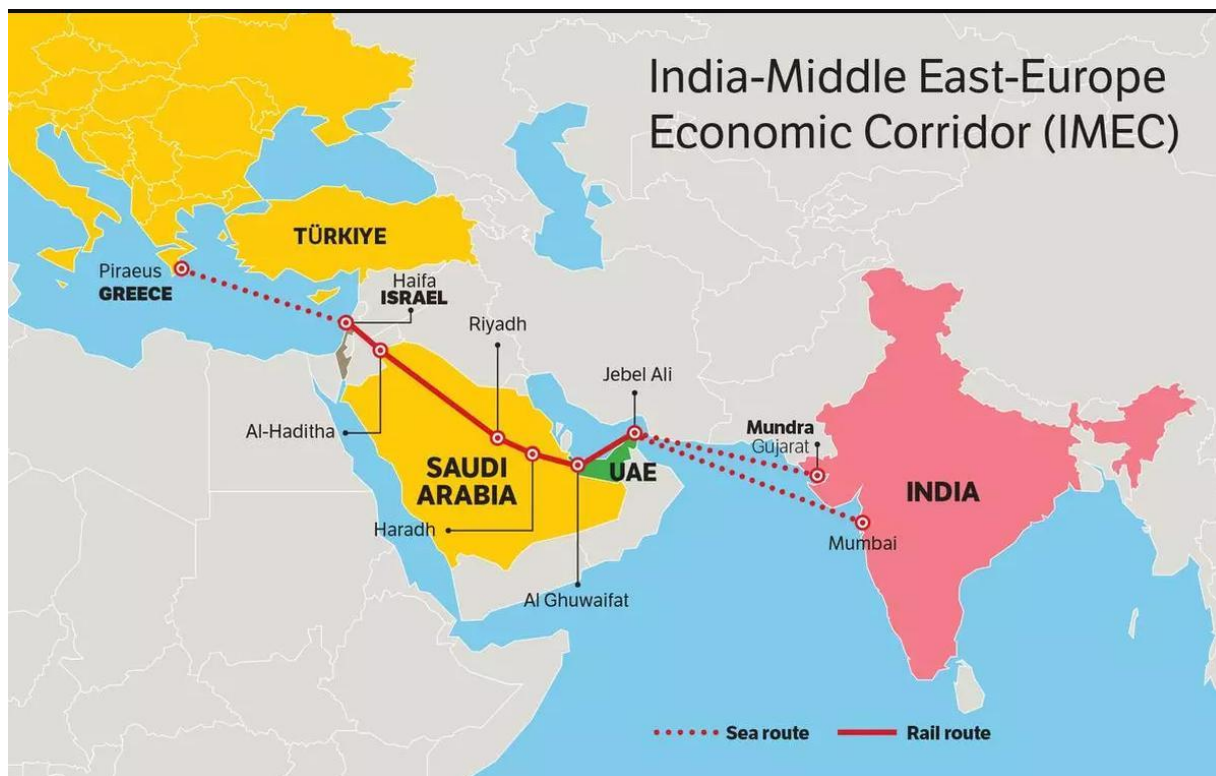 India-Middle East-Europe
Economic Corridor (IMEC)
TÜRKIYE
Piraeus
GREECE
Haifa
ISRAEL
Riyadh
Jebel Ali
Al-Haditha
Mundra
Gujarat
SAUDI
ARABIA
UAE
INDIA
Haradh
Mumbai
Al Ghuwaifat
Sea route
Rail route